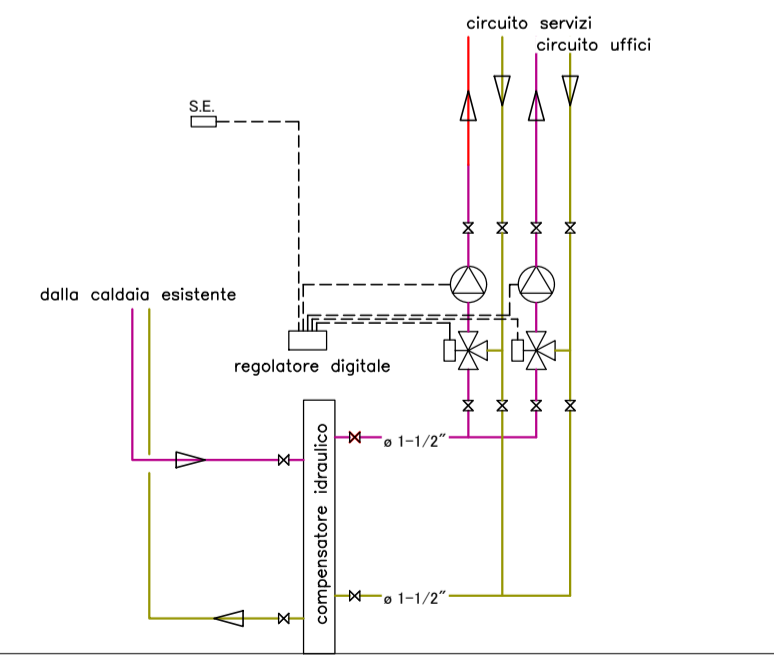 circuito servizi
circuito uffici
S.E.
dalla caldaia esistente
regolatore digitale
compensatore idraulico
ø 1-1/2"
ø 1-1/2"